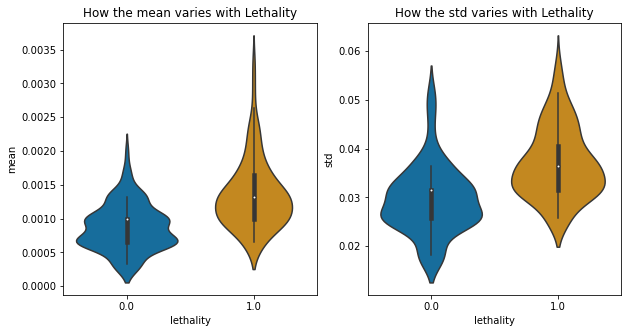 How the mean varies with Lethality
0.0035
0.0030
0.0025
0.0020
0.0015
0.0010
0.0005
0.0000
mean
0.0
1.0
lethality
How the std varies with Lethality
0.06
0.05
0.04
0.03
0.02
std
0.0
1.0
lethality